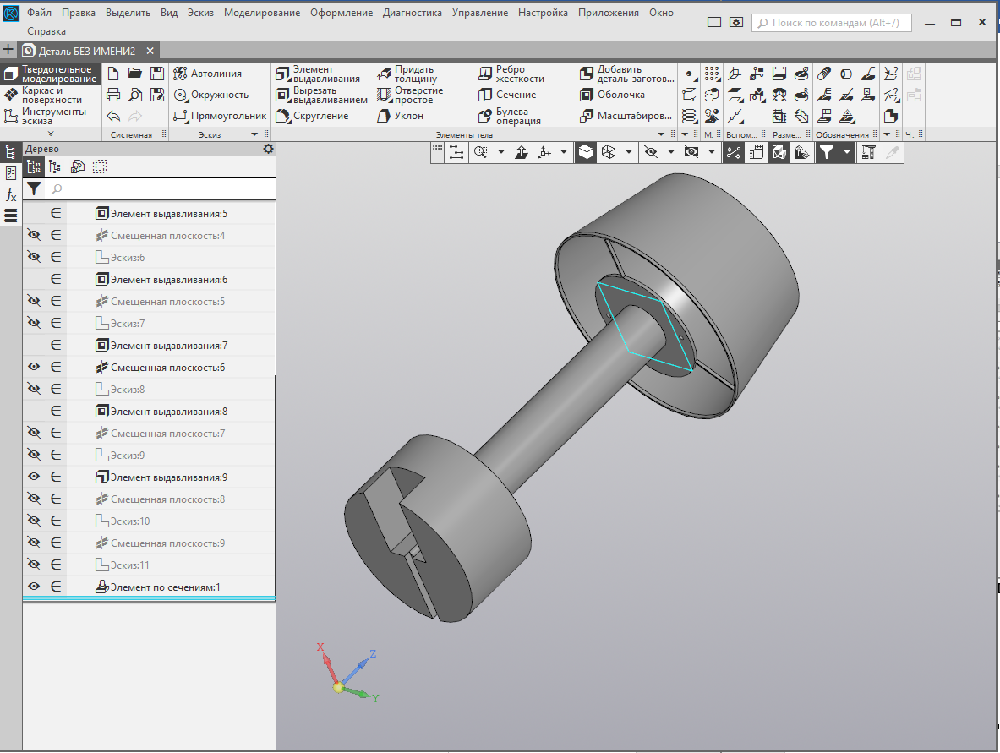 Файл Правка Выделить Вид Эскиз Моделирование Оформление Диагностика Управление Настройка Приложения Окно
Справка
Поиск по командам (Alt+/)
Деталь БЕЗ ИМЕНИ2
Твердотельное моделирование
Каркас и поверхности
Инструменты эскиза
Системная
Автолиния
Окружность
Прямоугольник
Эскиз
Элемент выдавливания
Вырезать выдавливанием
Скругление
Придать толщину
Отверстие простое
Уклон
Ребро жесткости
Сечение
Булева операция
Добавить деталь-заготов...
Оболочка
Масштабиров...
Элементы тела
М.
Вспом...
Разме...
Обозначения
Ч.
Дерево
Элемент выдавливания:5
Смещенная плоскость:4
Эскиз:6
Элемент выдавливания:6
Смещенная плоскость:5
Эскиз:7
Элемент выдавливания:7
Смещенная плоскость:6
Эскиз:8
Элемент выдавливания:8
Смещенная плоскость:7
Эскиз:9
Элемент выдавливания:9
Смещенная плоскость:8
Эскиз:10
Смещенная плоскость:9
Эскиз:11
Элемент по сечениям:1
X
Z
Y